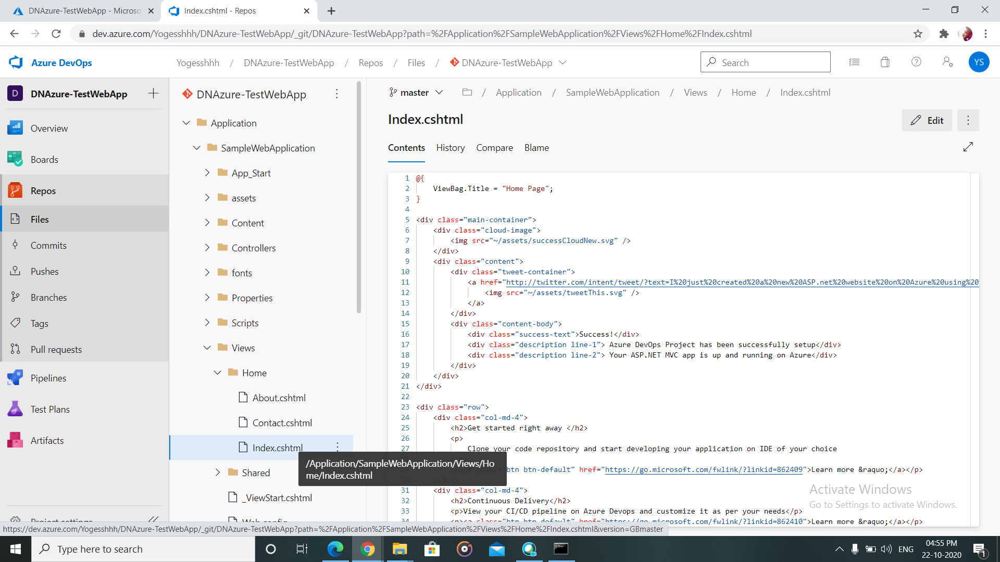 DNAzure-TestWebApp - Microso
Index.cshtml - Repos
dev.azure.com/Yogesshhh/DNAzure-TestWebApp/_git/DNAzure-TestWebApp?path=%2FApplication%2FSampleWebApplication%2FViews%2FHome%2FIndex.cshtml
Azure DevOps
Yogesshhh / DNAzure-TestWebApp / Repos / Files / DNAzure-TestWebApp
Search
YS
D DNAzure-TestWebApp
Overview
Boards
Repos
Files
Commits
Pushes
Branches
Tags
Pull requests
Pipelines
Test Plans
Artifacts
Project settings
DNAzure-TestWebApp
Application
SampleWebApplication
App_Start
assets
Content
Controllers
fonts
Properties
Scripts
Views
Home
About.cshtml
Contact.cshtml
Index.cshtml
Shared
_ViewStart.cshtml
Web.config
/Application/SampleWebApplication/Views/Ho
me/Index.cshtml
master / Application / SampleWebApplication / Views / Home / Index.cshtml
Index.cshtml
Edit
Contents History Compare Blame
1 @{
2 ViewBag.Title = "Home Page";
3 }
4
5 <div class="main-container">
6 <div class="cloud-image">
7 <img src="~/assets/successCloudNew.svg" />
8 </div>
9 <div class="content">
10 <div class="tweet-container">
11 <a href="http://twitter.com/intent/tweet/?text=I%20just%20created%20a%20new%20ASP.net%20website%20on%20Azure%20using%20
12 <img src="~/assets/tweetThis.svg" />
13 </a>
14 </div>
15 <div class="content-body">
16 <div class="success-text">Success!</div>
17 <div class="description line-1"> Azure DevOps Project has been successfully setup</div>
18 <div class="description line-2"> Your ASP.NET MVC app is up and running on Azure</div>
19 </div>
20 </div>
21 </div>
22
23 <div class="row">
24 <div class="col-md-4">
25 <h2>Get started right away </h2>
26 <p>
27 Clone your code repository and start developing your application on IDE of your choice
btn btn-default" href="https://go.microsoft.com/fwlink/?linkid=862409">Learn more &raquo;</a></p>
31 <div class="col-md-4">
32 <h2>Continuous Delivery</h2>
33 <p>View your CI/CD pipeline on Azure Devops and customize it as per your needs</p>
34 <p><a class="btn btn-default" href="https://go.microsoft.com/fwlink/?linkid=862410">Learn more &raquo;</a></p>
Activate Windows
Go to Settings to activate Windows.
https://dev.azure.com/Yogesshhh/DNAzure-TestWebApp/_git/DNAzure-TestWebApp?path=%2FApplication%2FSampleWebApplication%2FViews%2FHome%2FIndex.cshtml&version=GBmaster
Type here to search
ENG
04:55 PM
22-10-2020
1